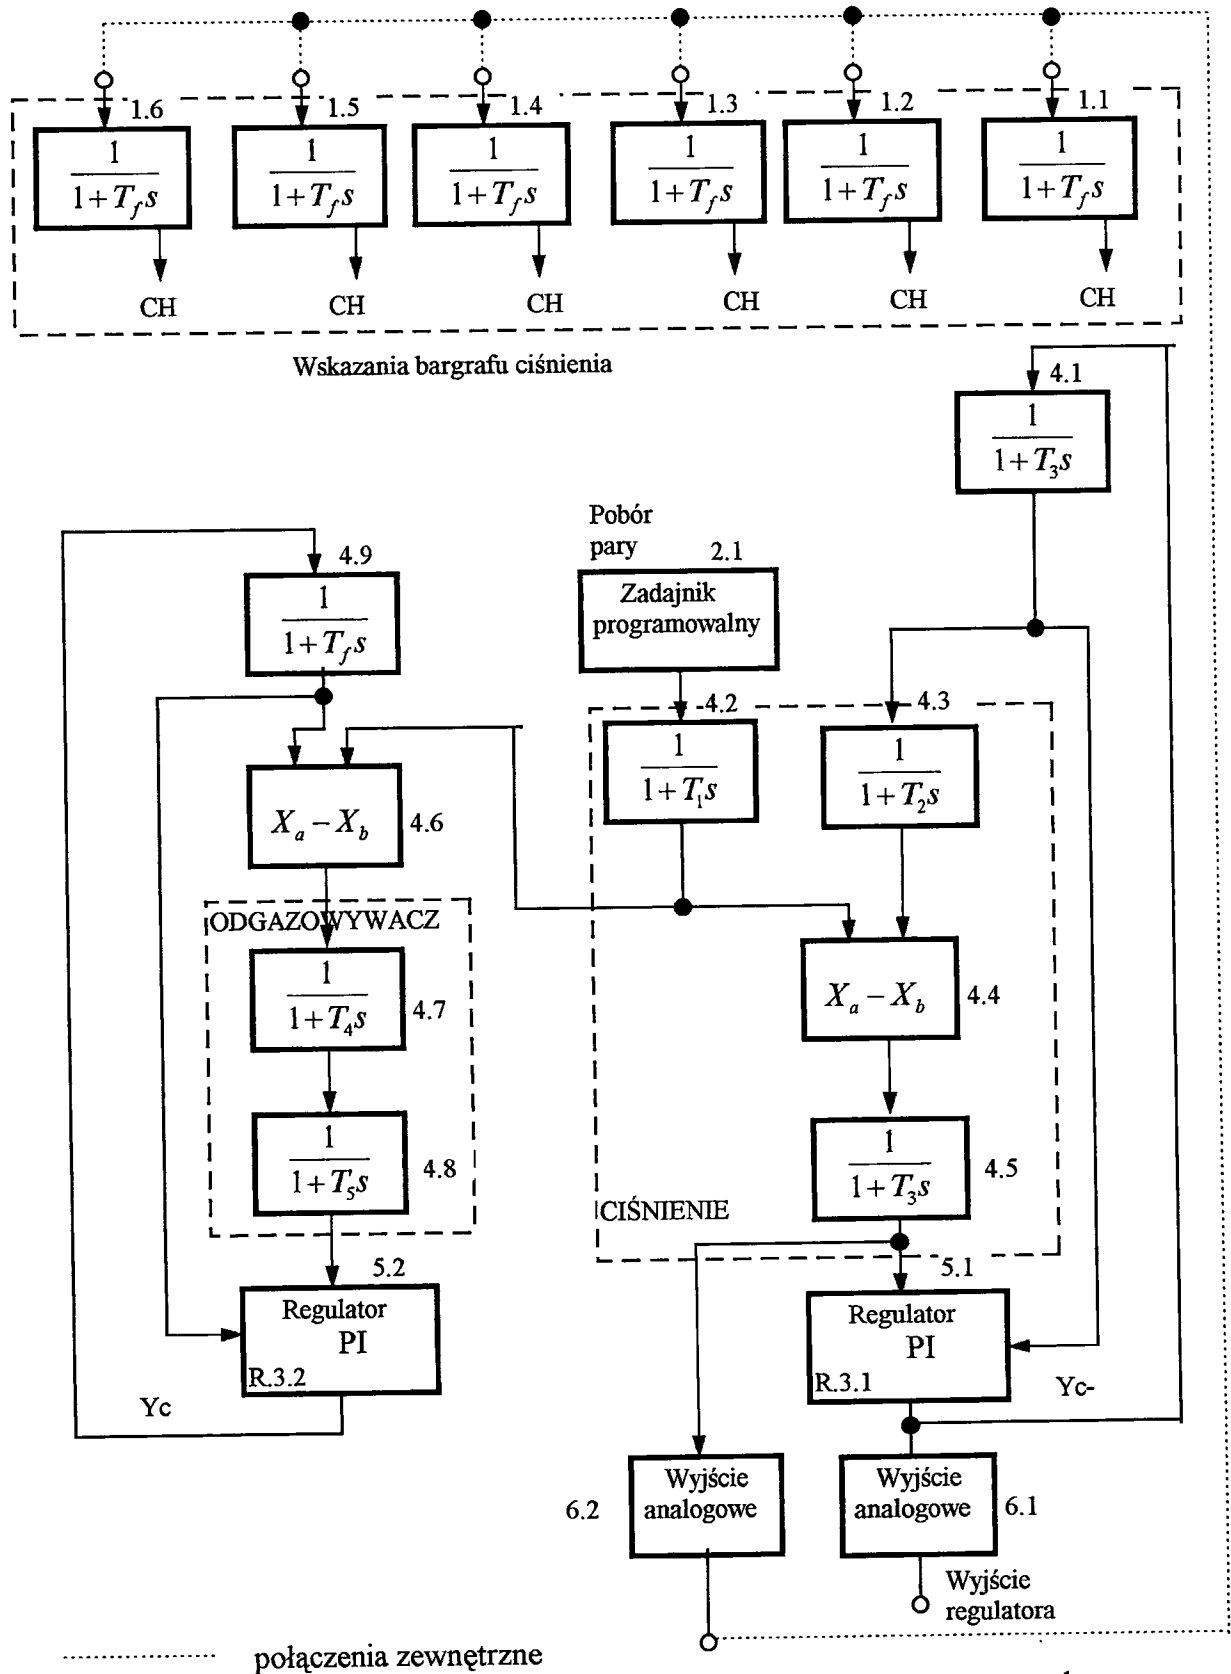 1.6 1.5 1.4 1.3 1.2 1.1
1 / 1+T_f s
1 / 1+T_f s
1 / 1+T_f s
1 / 1+T_f s
1 / 1+T_f s
1 / 1+T_f s
CH CH CH CH CH CH
Wskazania bargrafu ciśnienia
4.1
1 / 1+T_3 s
Pobór
pary
2.1
Zadajnik
programowalny
4.9
1 / 1+T_f s
4.2
1 / 1+T_1 s
4.3
1 / 1+T_2 s
X_a − X_b
4.6
ODGAZOWYWACZ
1 / 1+T_4 s
4.7
X_a − X_b
4.4
1 / 1+T_5 s
4.8
1 / 1+T_3 s
4.5
CIŚNIENIE
5.2
Regulator
PI
R.3.2
Yc
5.1
Regulator
PI
R.3.1
Yc-
6.2
Wyjście
analogowe
Wyjście
analogowe
6.1
Wyjście
regulatora
połączenia zewnętrzne